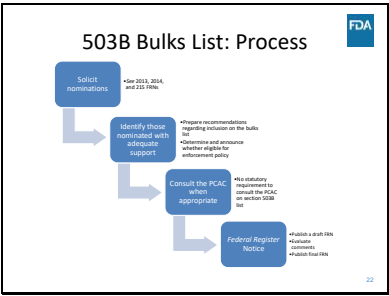 FDA
503B Bulks List: Process
Solicit
nominations
•See 2013, 2014,
and 215 FRNs
Identify those
nominated with
adequate
support
•Prepare recommendations
regarding inclusion on the bulks
list
•Determine and announce
whether eligible for
enforcement policy
Consult the PCAC
when
appropriate
•No statutory
requirement to
consult the PCAC
on section 503B
list
Federal Register
Notice
•Publish a draft FRN
•Evaluate
comments
•Publish final FRN
22